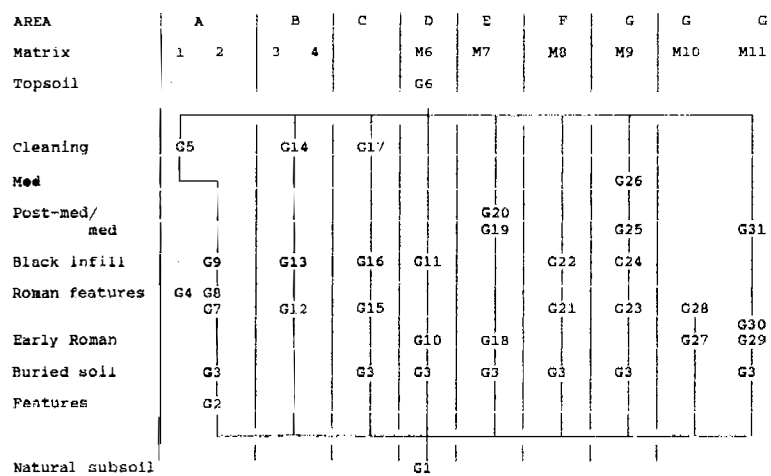 AREA A B C D E F G G G
Matrix 1 2 3 4 M6 M7 M8 M9 M10 M11
Topsoil G6
Cleaning G5 G14 G17
Mod G26
Post-med/ G20
med G19 G25 G31
Black infill G9 G13 G16 G11 G22 G24
Roman features G4 G8
G7 G12 G15 G21 G23 G28
G30
Early Roman G10 G18 G27 G29
Buried soil G3 G3 G3 G3 G3 G3 G3
Features G2
Natural subsoil G1